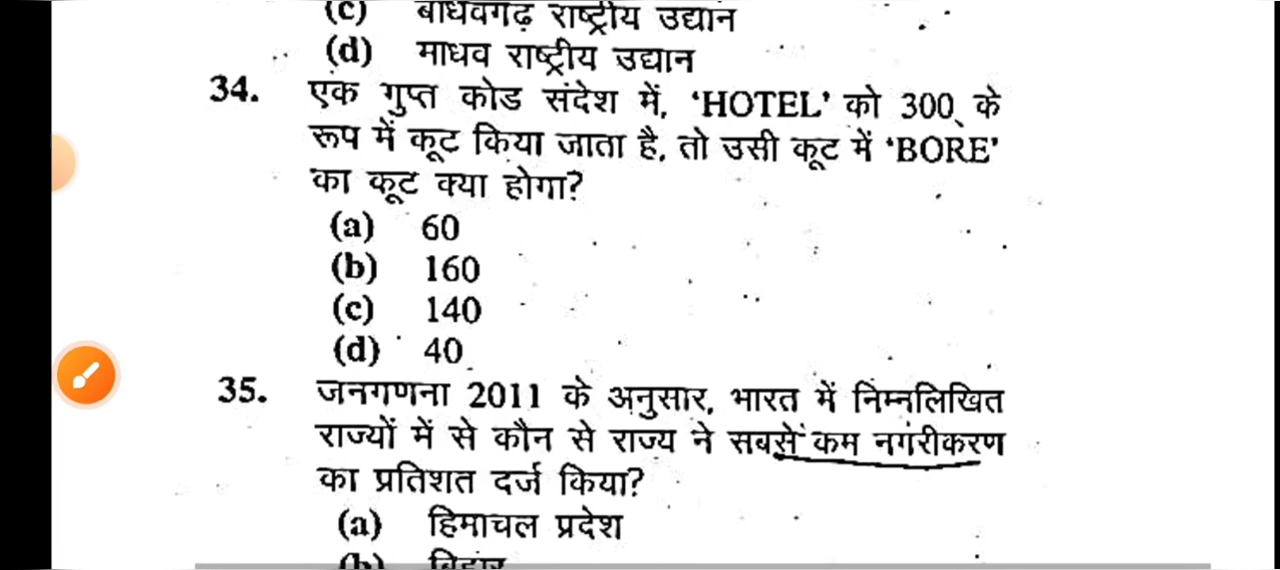 (c) बांधवगढ़ राष्ट्रीय उद्यान
(d) माधव राष्ट्रीय उद्यान
34. एक गुप्त कोड संदेश में, ‘HOTEL’ को 300 के
रूप में कूट किया जाता है, तो उसी कूट में ‘BORE’
का कूट क्या होगा?
(a) 60
(b) 160
(c) 140
(d) 40
35. जनगणना 2011 के अनुसार, भारत में निम्नलिखित
राज्यों में से कौन से राज्य ने सबसे कम नगरीकरण
का प्रतिशत दर्ज किया?
(a) हिमाचल प्रदेश
(b) बिहार